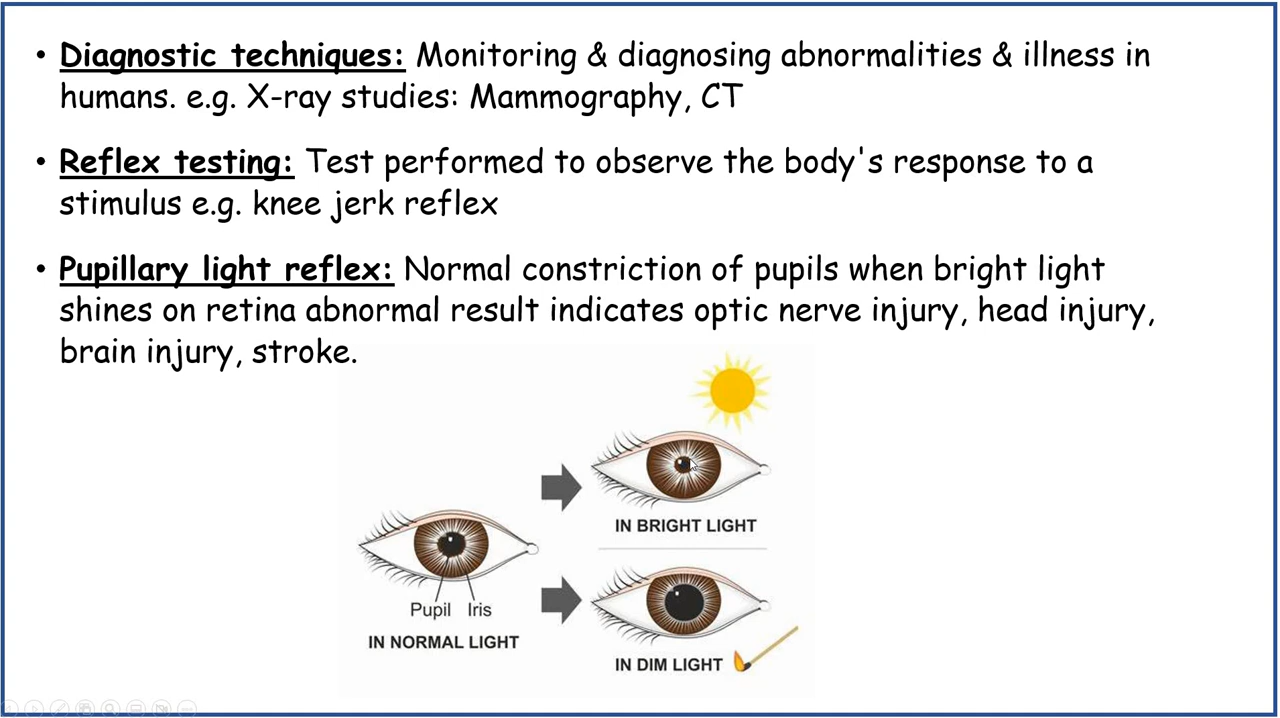 • Diagnostic techniques: Monitoring & diagnosing abnormalities & illness in
humans. e.g. X-ray studies: Mammography, CT
• Reflex testing: Test performed to observe the body's response to a
stimulus e.g. knee jerk reflex
• Pupillary light reflex: Normal constriction of pupils when bright light
shines on retina abnormal result indicates optic nerve injury, head injury,
brain injury, stroke.
IN BRIGHT LIGHT
Pupil Iris
IN NORMAL LIGHT
IN DIM LIGHT